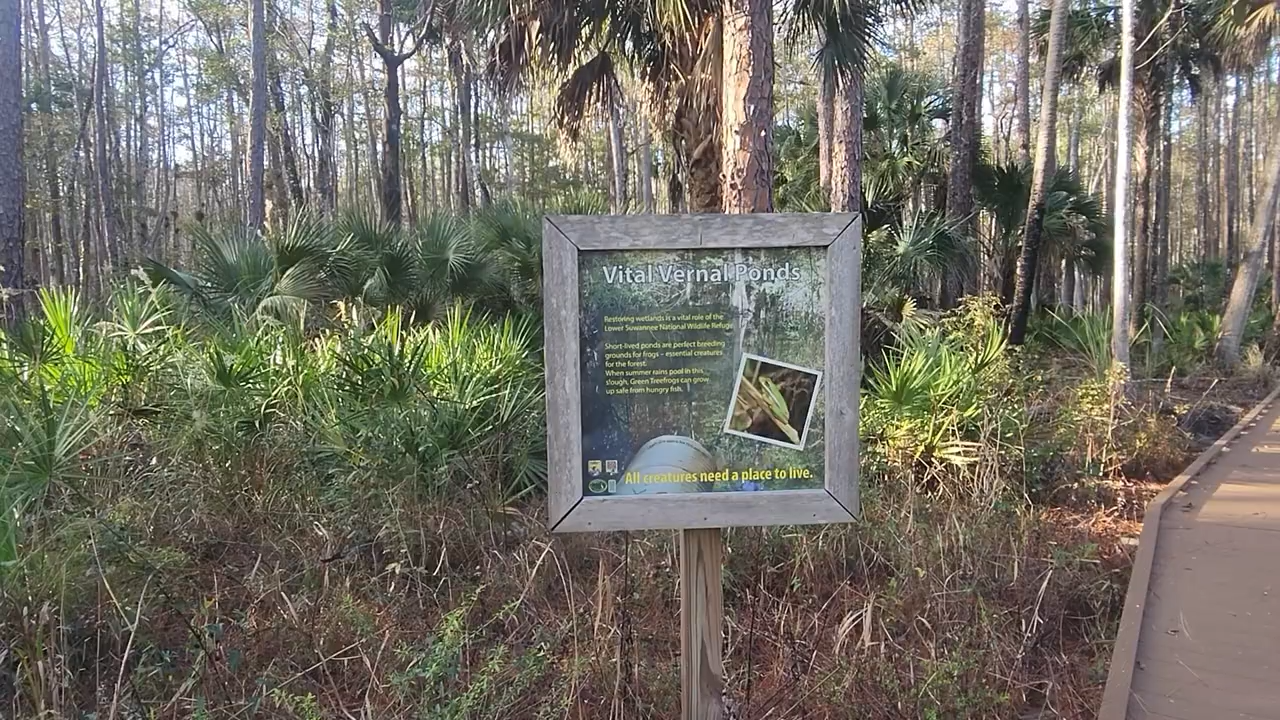 Vital Vernal Ponds
Restoring wetlands is a vital role of the
Lower Suwannee National Wildlife Refuge.
Short-lived ponds are perfect breeding
grounds for frogs – essential creatures
for the forest.
When summer rains pool in this
slough, Green Treefrogs can grow
up safe from hungry fish.
All creatures need a place to live.